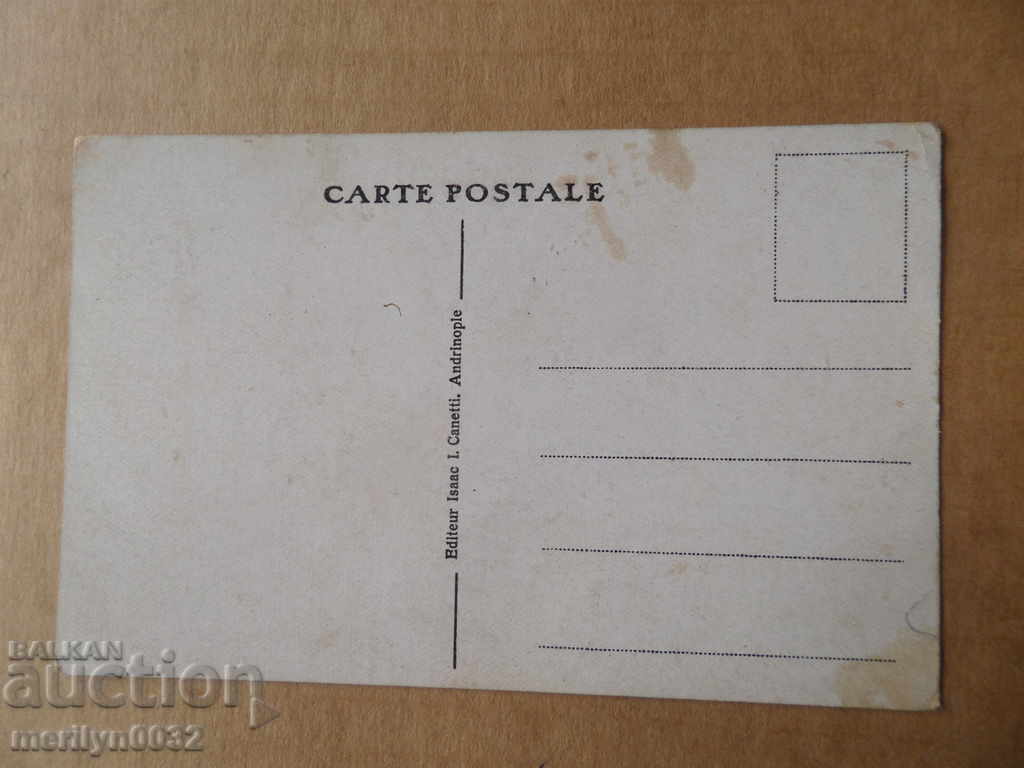 CARTE POSTALE
Editeur Isaac I. Canetti, Andrinople
BALKAN
auction
merilyn0032